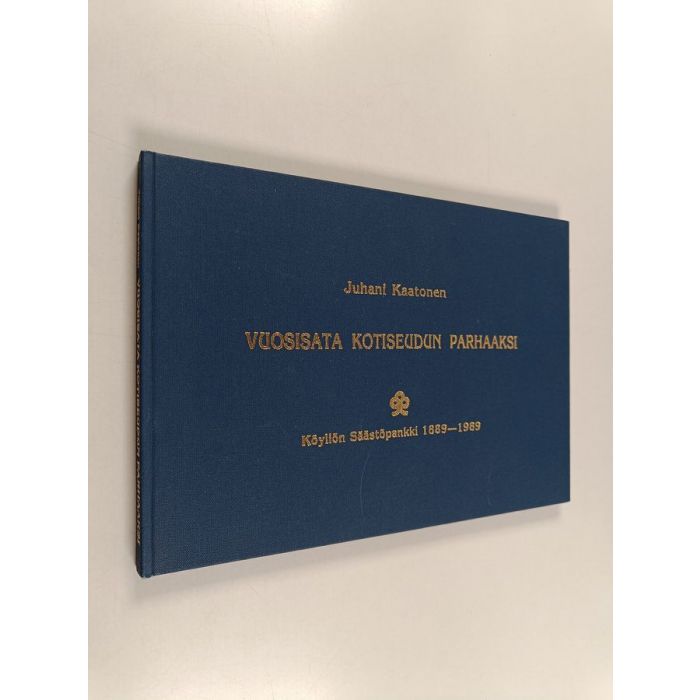 Juhani Kaatonen
VUOSISATA KOTISEUDUN PARHAAKSI
Köyliön Säästöpankki 1889—1989
VUOSISATA KOTISEUDUN PARHAAKSI